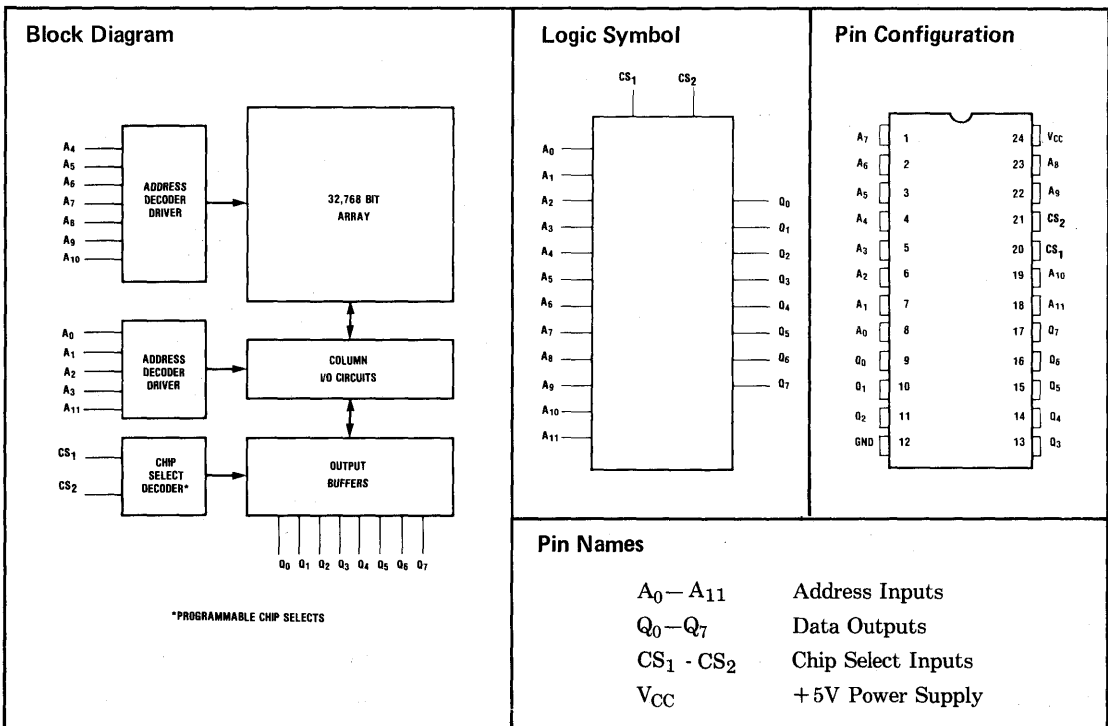 Block Diagram
A4
A5
A6
A7
A8
A9
A10
ADDRESS
DECODER
DRIVER
32,768 BIT
ARRAY
A0
A1
A2
A3
A11
ADDRESS
DECODER
DRIVER
COLUMN
I/O CIRCUITS
CS1
CS2
CHIP
SELECT
DECODER*
OUTPUT
BUFFERS
Q0 Q1 Q2 Q3 Q4 Q5 Q6 Q7
*PROGRAMMABLE CHIP SELECTS
Logic Symbol
CS1 CS2
A0
A1
A2
A3
A4
A5
A6
A7
A8
A9
A10
A11
Q0
Q1
Q2
Q3
Q4
Q5
Q6
Q7
Pin Configuration
A7 1 24 VCC
A6 2 23 A8
A5 3 22 A9
A4 4 21 CS2
A3 5 20 CS1
A2 6 19 A10
A1 7 18 A11
A0 8 17 Q7
Q0 9 16 Q6
Q1 10 15 Q5
Q2 11 14 Q4
GND 12 13 Q3
Pin Names
A0–A11 Address Inputs
Q0–Q7 Data Outputs
CS1 - CS2 Chip Select Inputs
VCC +5V Power Supply